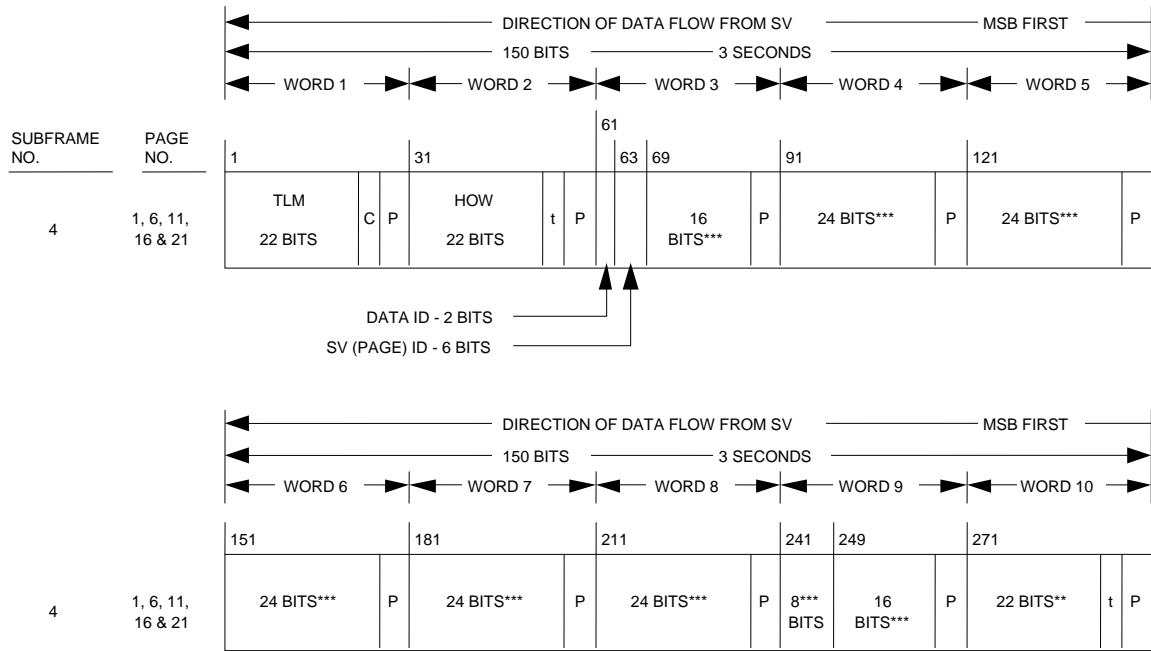 DIRECTION OF DATA FLOW FROM SV MSB FIRST
150 BITS 3 SECONDS
WORD 1 WORD 2 WORD 3 WORD 4 WORD 5
SUBFRAME NO.
PAGE NO.
1 31 61 63 69 91 121
4
1, 6, 11, 16 & 21
TLM
22 BITS
C
P
HOW
22 BITS
t
P
16
BITS***
P
24 BITS***
P
24 BITS***
P
DATA ID - 2 BITS
SV (PAGE) ID - 6 BITS
DIRECTION OF DATA FLOW FROM SV MSB FIRST
150 BITS 3 SECONDS
WORD 6 WORD 7 WORD 8 WORD 9 WORD 10
151 181 211 241 249 271
4
1, 6, 11,
16 & 21
24 BITS***
P
24 BITS***
P
24 BITS***
P
8***
BITS
16
BITS***
P
22 BITS**
t
P